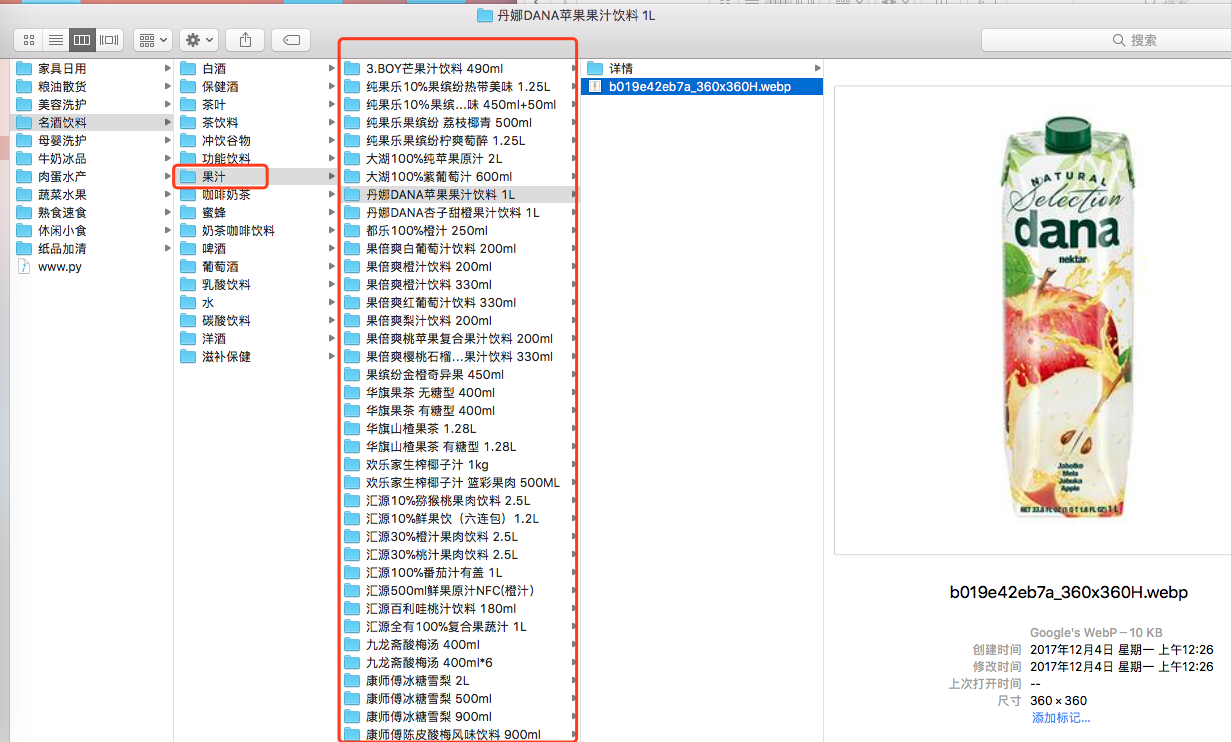 丹娜DANA苹果果汁饮料 1L
搜索
家具日用
粮油散货
美容洗护
名酒饮料
母婴洗护
牛奶冰品
肉蛋水产
蔬菜水果
熟食速食
休闲小食
纸品加清
www.py
白酒
保健酒
茶叶
茶饮料
冲饮谷物
功能饮料
果汁
咖啡奶茶
蜜蜂
奶茶咖啡饮料
啤酒
葡萄酒
乳酸饮料
水
碳酸饮料
洋酒
滋补保健
3.BOY芒果汁饮料 490ml
纯果乐10%果缤纷热带美味 1.25L
纯果乐10%果缤...味 450ml+50ml
纯果乐果缤纷 荔枝椰青 500ml
纯果乐果缤纷柠爽萄醉 1.25L
大湖100%纯苹果原汁 2L
大湖100%紫葡萄汁 600ml
丹娜DANA苹果果汁饮料 1L
丹娜DANA杏子甜橙果汁饮料 1L
都乐100%橙汁 250ml
果倍爽白葡萄汁饮料 200ml
果倍爽橙汁饮料 200ml
果倍爽橙汁饮料 330ml
果倍爽红葡萄汁饮料 330ml
果倍爽梨汁饮料 200ml
果倍爽桃苹果复合果汁饮料 200ml
果倍爽樱桃石榴...果汁饮料 330ml
果缤纷金橙奇异果 450ml
华旗果茶 无糖型 400ml
华旗果茶 有糖型 400ml
华旗山楂果茶 1.28L
华旗山楂果茶 有糖型 1.28L
欢乐家生榨椰子汁 1kg
欢乐家生榨椰子汁 篮彩果肉 500ML
汇源10%猕猴桃果肉饮料 2.5L
汇源10%鲜果饮（六连包）1.2L
汇源30%橙汁果肉饮料 2.5L
汇源30%桃汁果肉饮料 2.5L
汇源100%番茄汁有盖 1L
汇源500ml鲜果原汁NFC(橙汁）
汇源百利哇桃汁饮料 180ml
汇源全有100%复合果蔬汁 1L
九龙斋酸梅汤 400ml
九龙斋酸梅汤 400ml*6
康师傅冰糖雪梨 2L
康师傅冰糖雪梨 500ml
康师傅冰糖雪梨 900ml
康师傅陈皮酸梅风味饮料 900ml
详情
b019e42eb7a_360x360H.webp
NATURAL
Selection
dana
nektar
Jabolko
Mela
Jabuka
Apple
NET 33.8 FL OZ (1 QT 1.8 FL OZ) 1 L
b019e42eb7a_360x360H.webp
Google's WebP – 10 KB
创建时间 2017年12月4日 星期一 上午12:26
修改时间 2017年12月4日 星期一 上午12:26
上次打开时间 --
尺寸 360 × 360
添加标记...